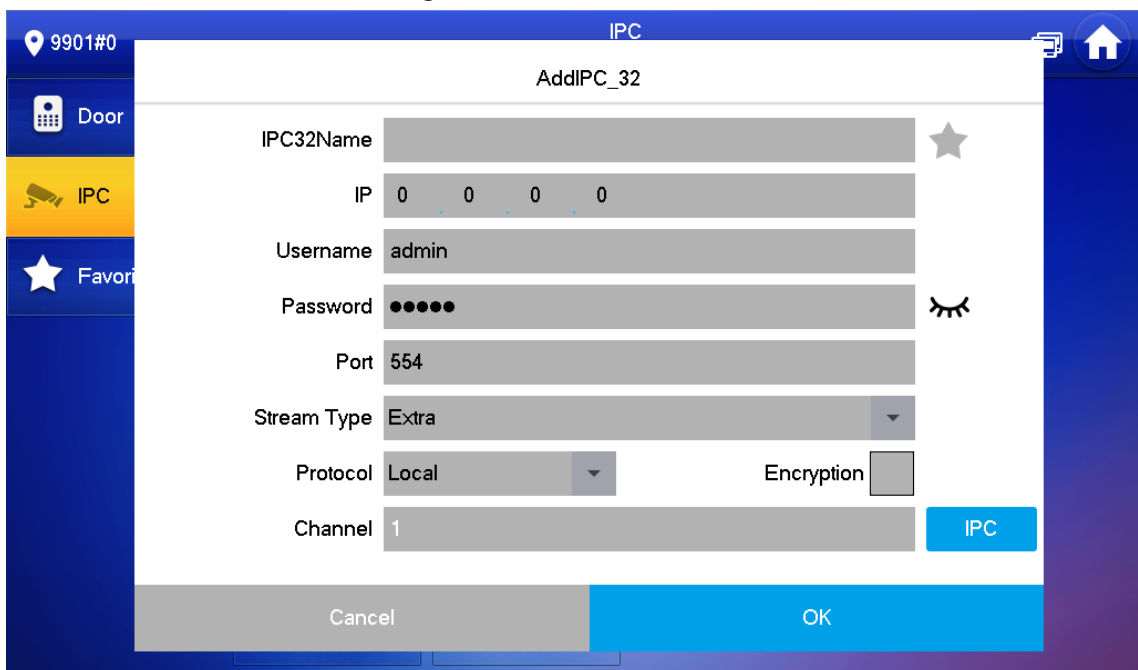 IPC
9901#0
AddIPC_32
Door
IPC32Name
IPC
IP 0 . 0 . 0 . 0
Username admin
Favori
Password ●●●●●
Port 554
Stream Type Extra
Protocol Local Encryption
Channel 1 IPC
Cancel OK